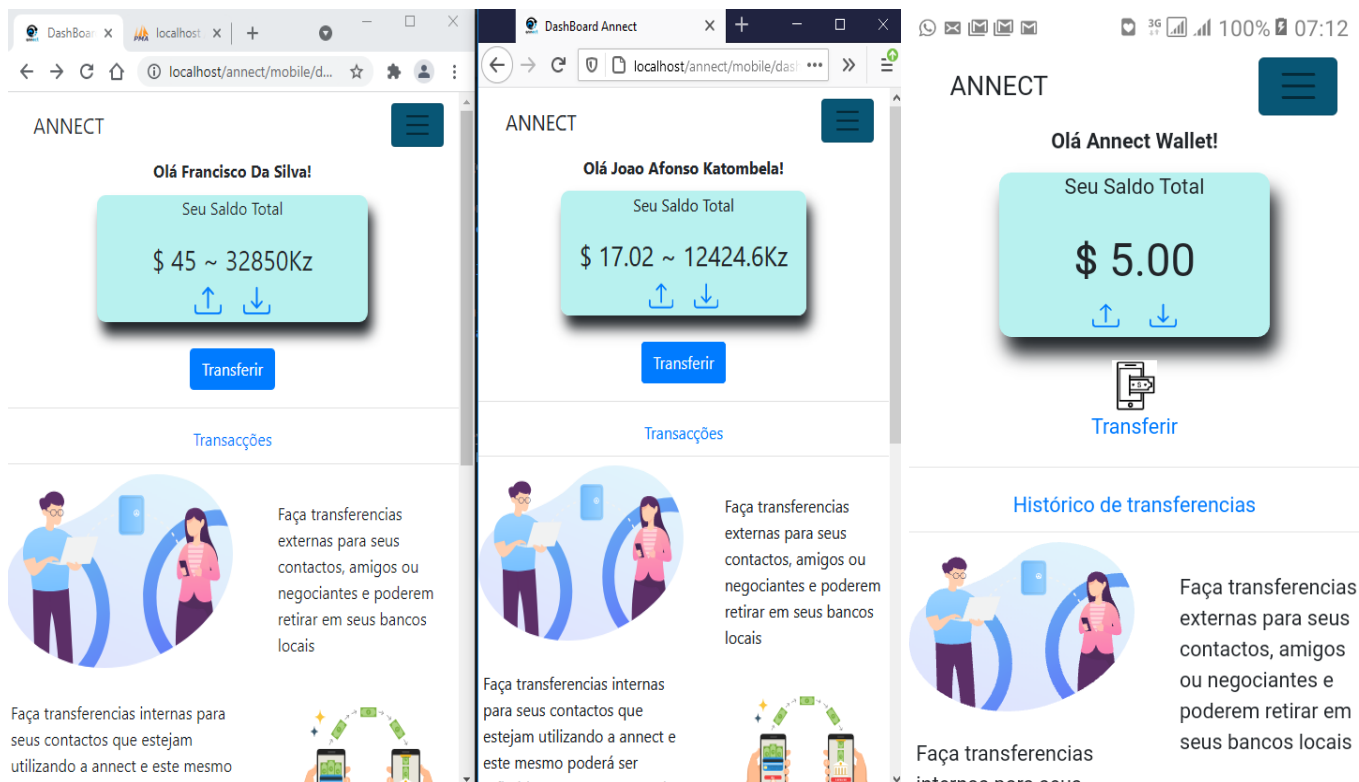 DashBoar
localhost
localhost/annect/mobile/d...
ANNECT
Olá Francisco Da Silva!
Seu Saldo Total
$ 45 ~ 32850Kz
Transferir
Transacções
Faça transferencias
externas para seus
contactos, amigos ou
negociantes e poderem
retirar em seus bancos
locais
Faça transferencias internas para
seus contactos que estejam
utilizando a annect e este mesmo
DashBoard Annect
localhost/annect/mobile/das
ANNECT
Olá Joao Afonso Katombela!
Seu Saldo Total
$ 17.02 ~ 12424.6Kz
Transferir
Transacções
Faça transferencias
externas para seus
contactos, amigos ou
negociantes e poderem
retirar em seus bancos
locais
Faça transferencias internas
para seus contactos que
estejam utilizando a annect e
este mesmo poderá ser
3G 100% 07:12
ANNECT
Olá Annect Wallet!
Seu Saldo Total
$ 5.00
Transferir
Histórico de transferencias
Faça transferencias
externas para seus
contactos, amigos
ou negociantes e
poderem retirar em
seus bancos locais
Faça transferencias
internas para seus